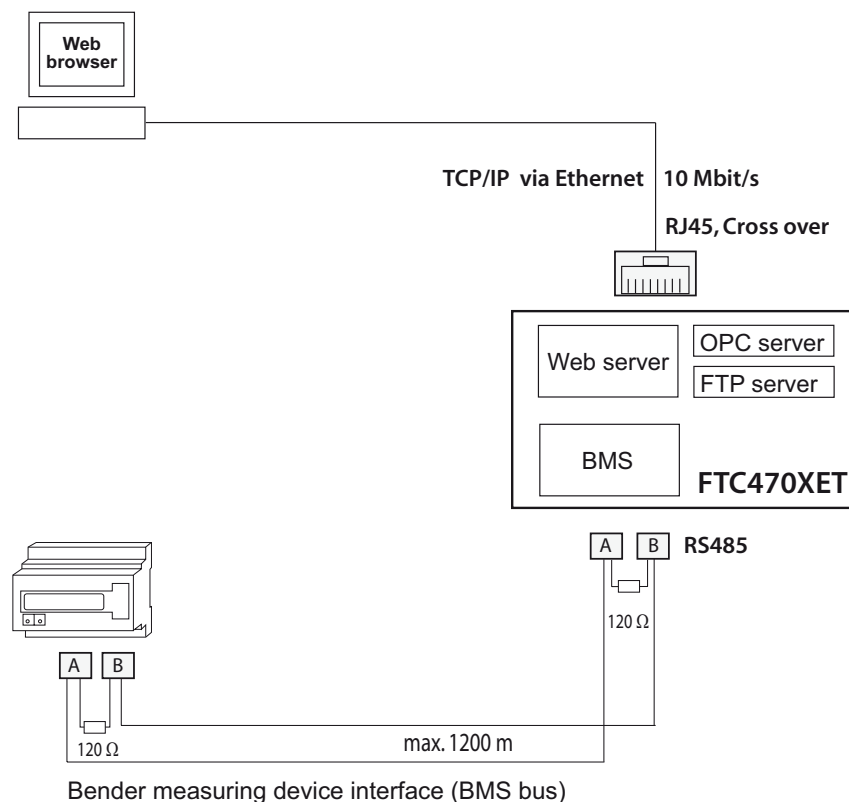 Web
browser
TCP/IP via Ethernet 10 Mbit/s
RJ45, Cross over
Web server
OPC server
FTP server
BMS
FTC470XET
A B RS485
120 Ω
A B
120 Ω
max. 1200 m
Bender measuring device interface (BMS bus)